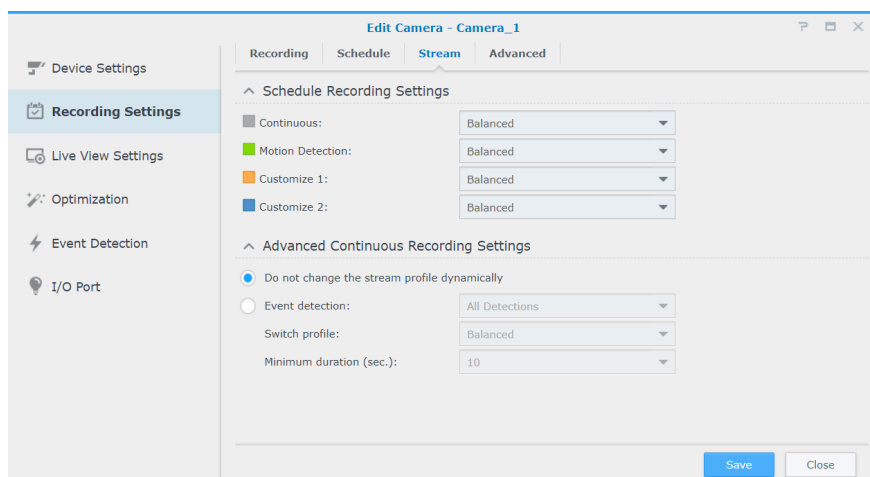 Edit Camera - Camera_1
Device Settings
Recording Settings
Live View Settings
Optimization
Event Detection
I/O Port
Recording Schedule Stream Advanced
Schedule Recording Settings
Continuous: Balanced
Motion Detection: Balanced
Customize 1: Balanced
Customize 2: Balanced
Advanced Continuous Recording Settings
Do not change the stream profile dynamically
Event detection: All Detections
Switch profile: Balanced
Minimum duration (sec.): 10
Save Close